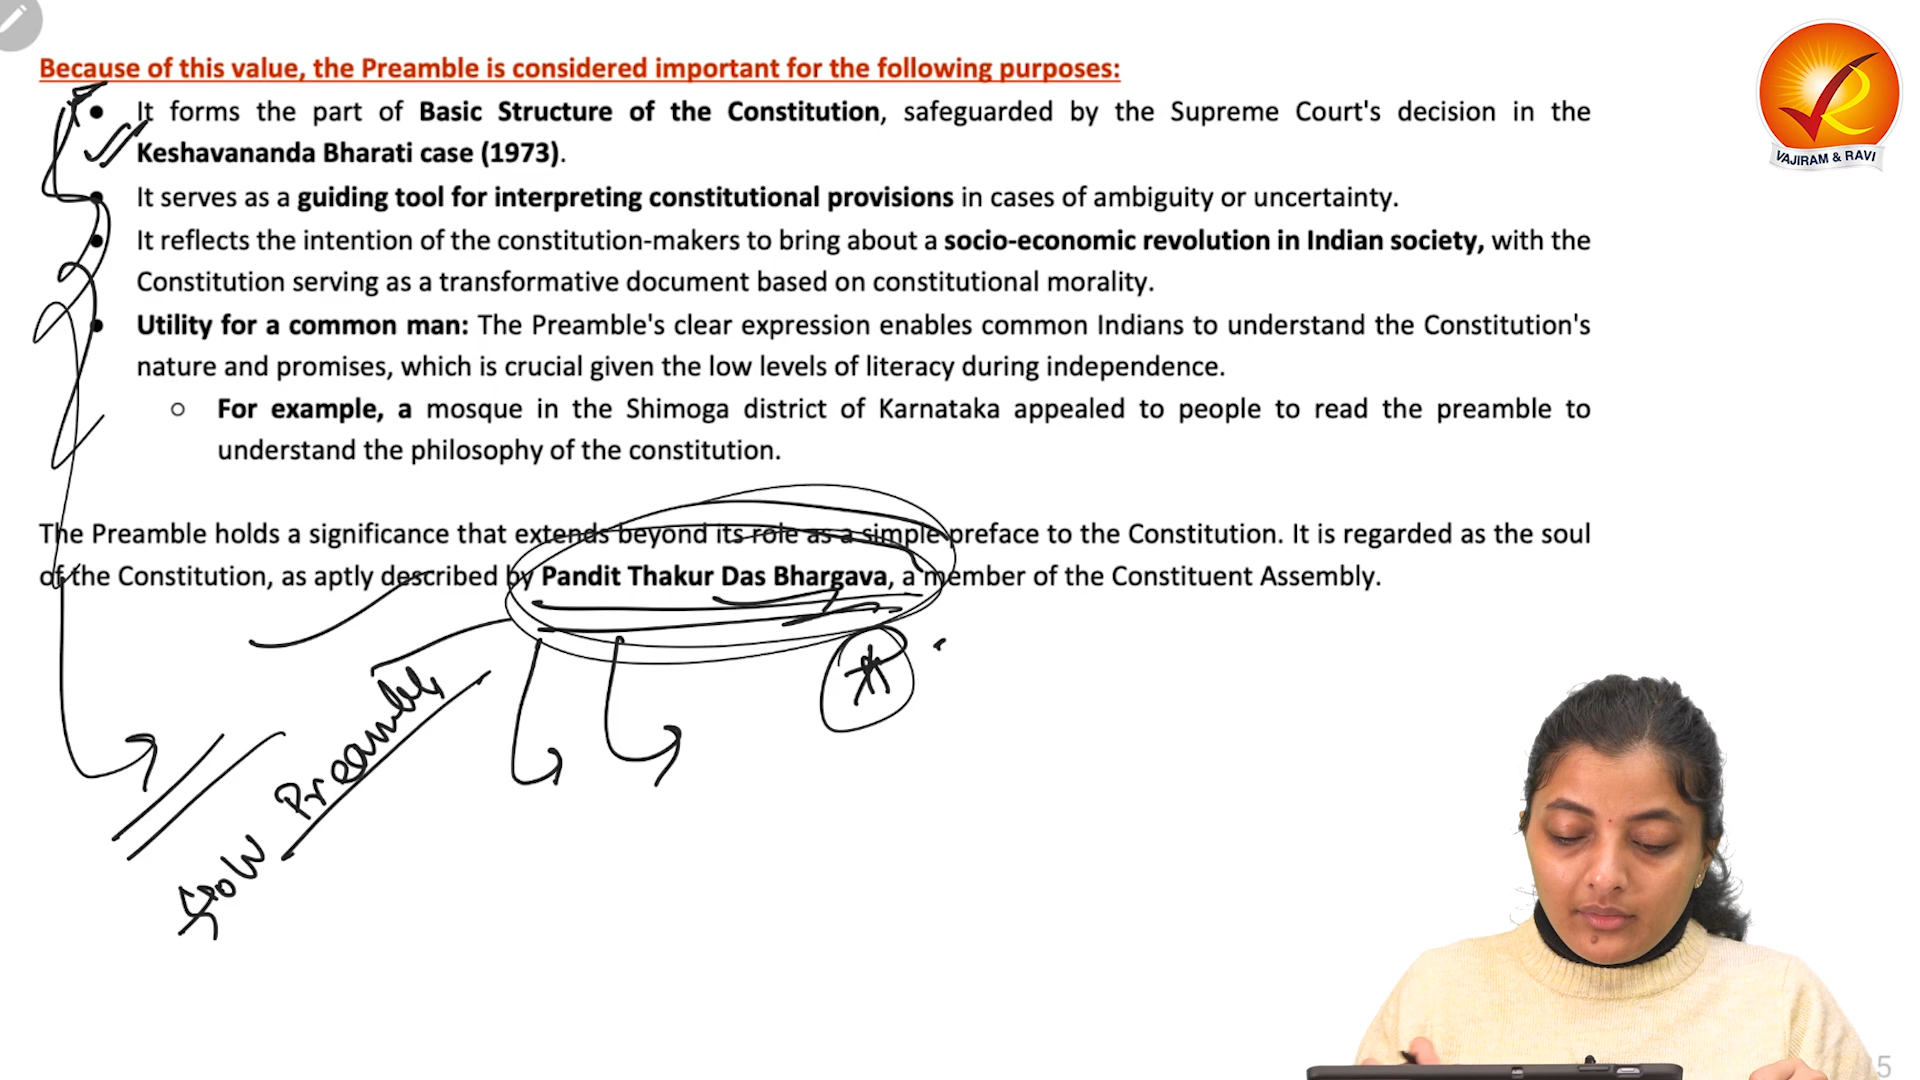 Because of this value, the Preamble is considered important for the following purposes:
• It forms the part of Basic Structure of the Constitution, safeguarded by the Supreme Court's decision in the
Keshavananda Bharati case (1973).
• It serves as a guiding tool for interpreting constitutional provisions in cases of ambiguity or uncertainty.
• It reflects the intention of the constitution-makers to bring about a socio-economic revolution in Indian society, with the
Constitution serving as a transformative document based on constitutional morality.
• Utility for a common man: The Preamble's clear expression enables common Indians to understand the Constitution's
nature and promises, which is crucial given the low levels of literacy during independence.
○ For example, a mosque in the Shimoga district of Karnataka appealed to people to read the preamble to
understand the philosophy of the constitution.
The Preamble holds a significance that extends beyond its role as a simple preface to the Constitution. It is regarded as the soul
of the Constitution, as aptly described by Pandit Thakur Das Bhargava, a member of the Constituent Assembly.
Preamble
VAJIRAM & RAVI
5